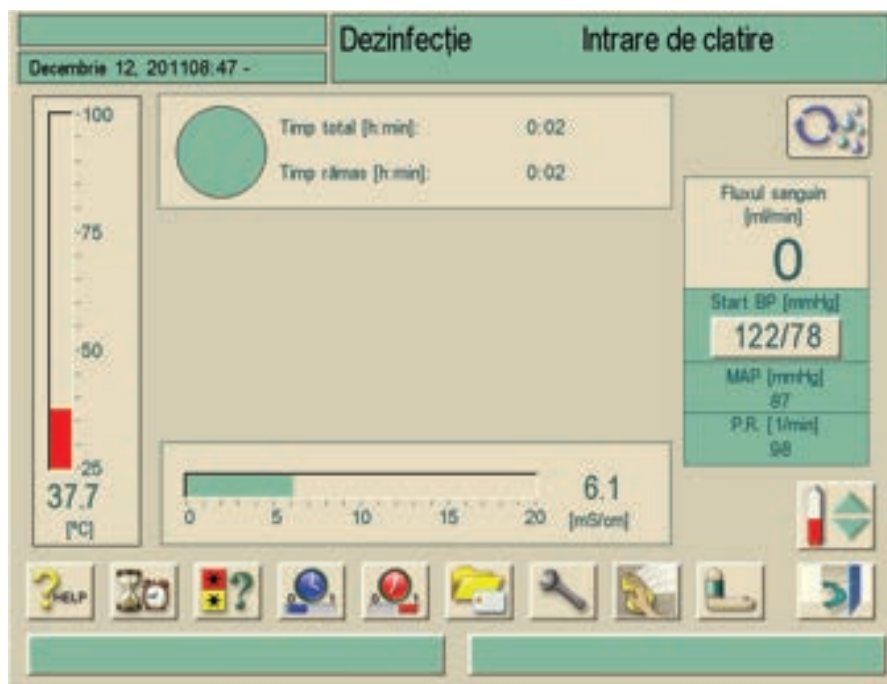 Dezinfecție Intrare de clatire
Decembrie 12, 201108:47 -
100
75
50
25
37.7
[°C]
Timp total [h:min]: 0:02
Timp rămas [h:min]: 0:02
Fluxul sanguin
[ml/min]
0
Start BP [mmHg]
122/78
MAP [mmHg]
87
P.R. [1/min]
98
0 5 10 15 20
6.1
[mS/cm]
?HELP
?